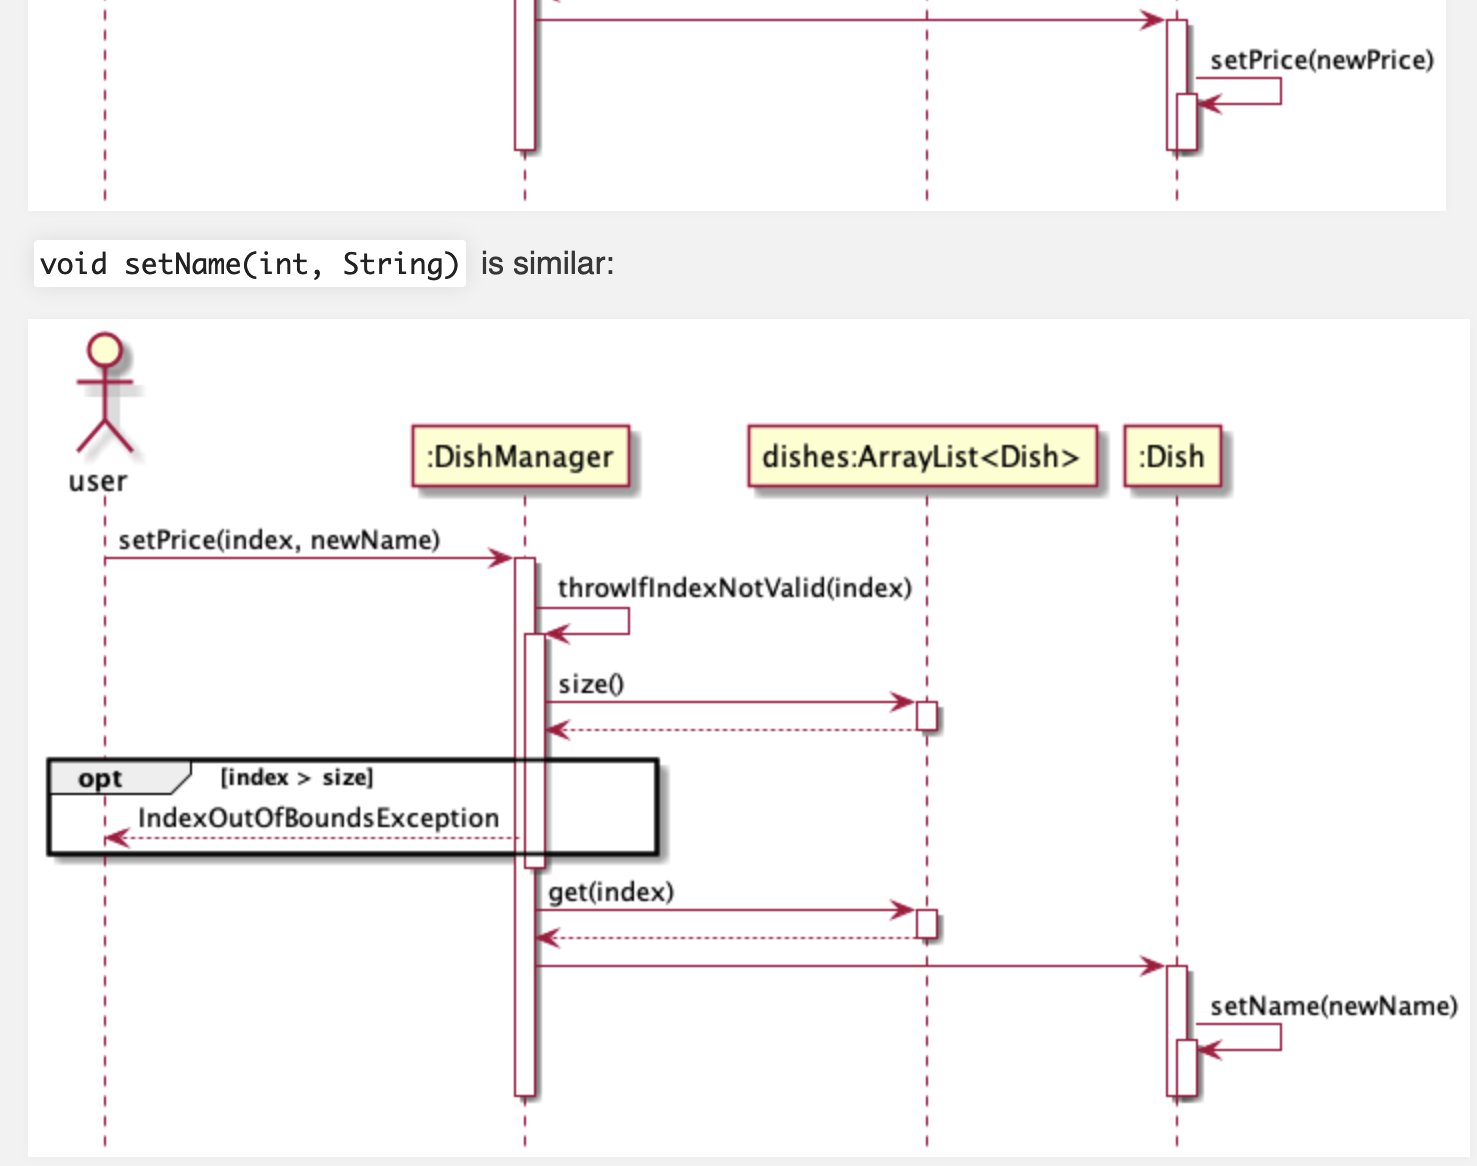 setPrice(newPrice)
void setName(int, String) is similar:
user
:DishManager
dishes:ArrayList<Dish>
:Dish
setPrice(index, newName)
throwIfIndexNotValid(index)
size()
opt [index > size]
IndexOutOfBoundsException
get(index)
setName(newName)